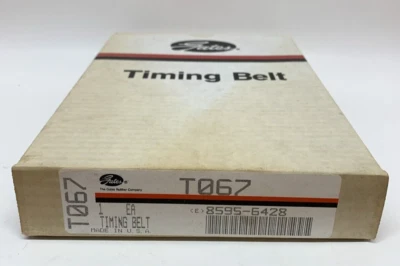 Gates
Timing Belt
T067
Gates
The Gates Rubber Company
T067
1 EA
TIMING BELT
MADE IN U.S.A.
(C) 8595-6428